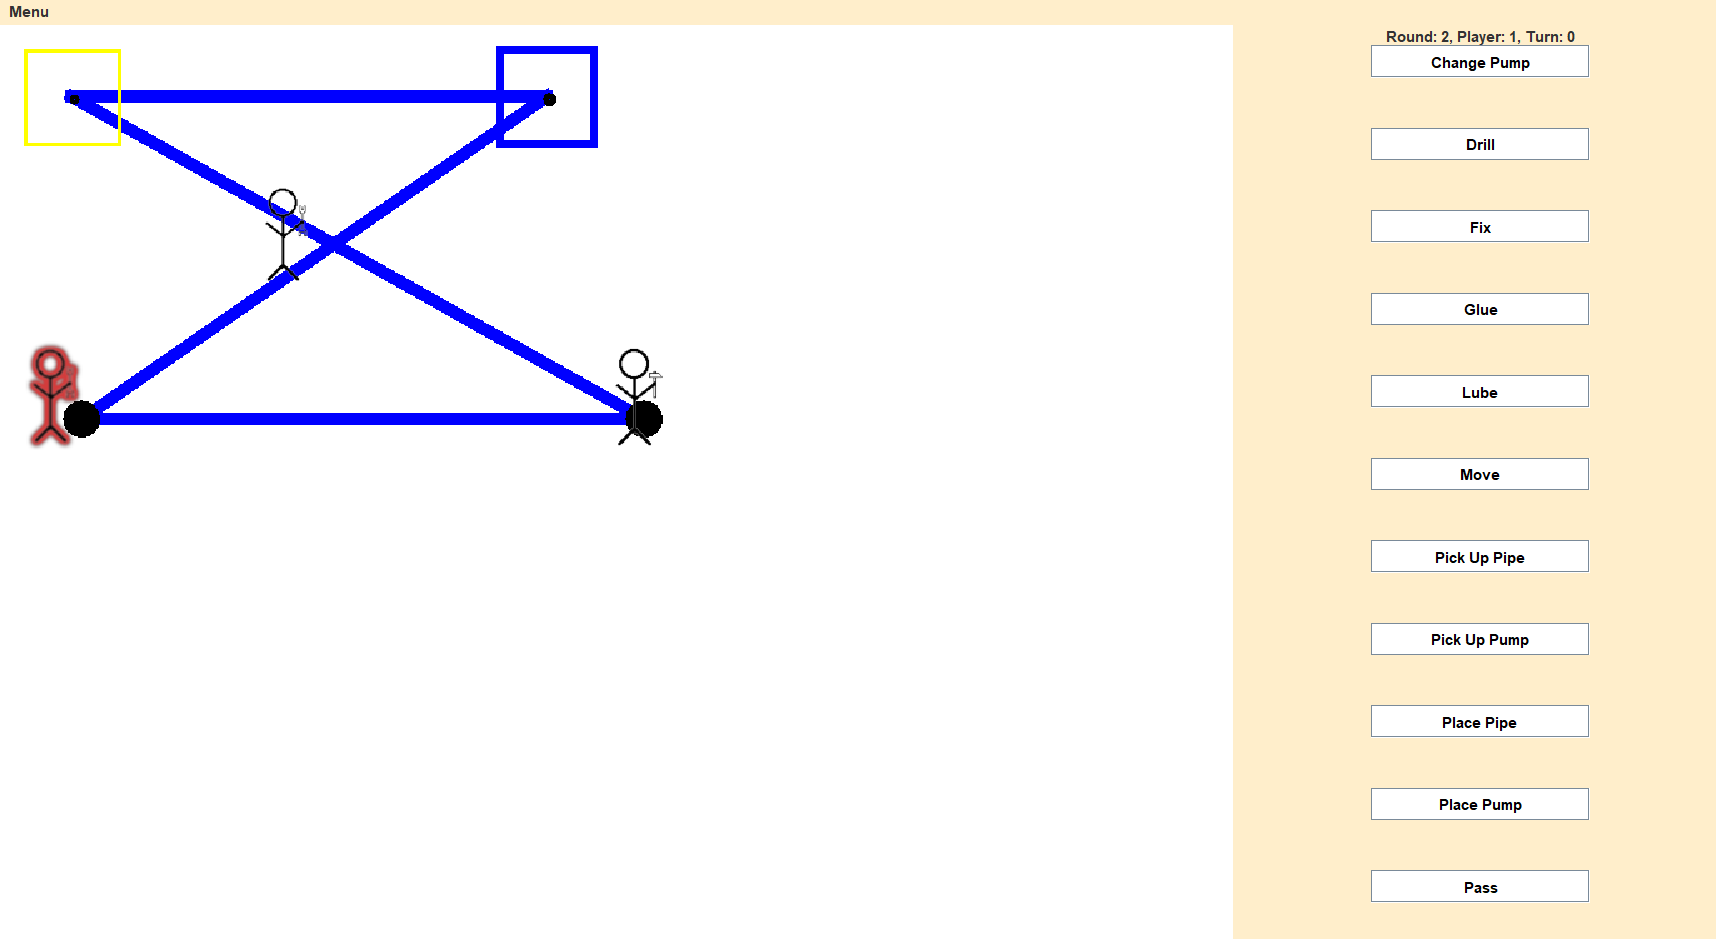 Menu
Round: 2, Player: 1, Turn: 0
Change Pump
Drill
Fix
Glue
Lube
Move
Pick Up Pipe
Pick Up Pump
Place Pipe
Place Pump
Pass